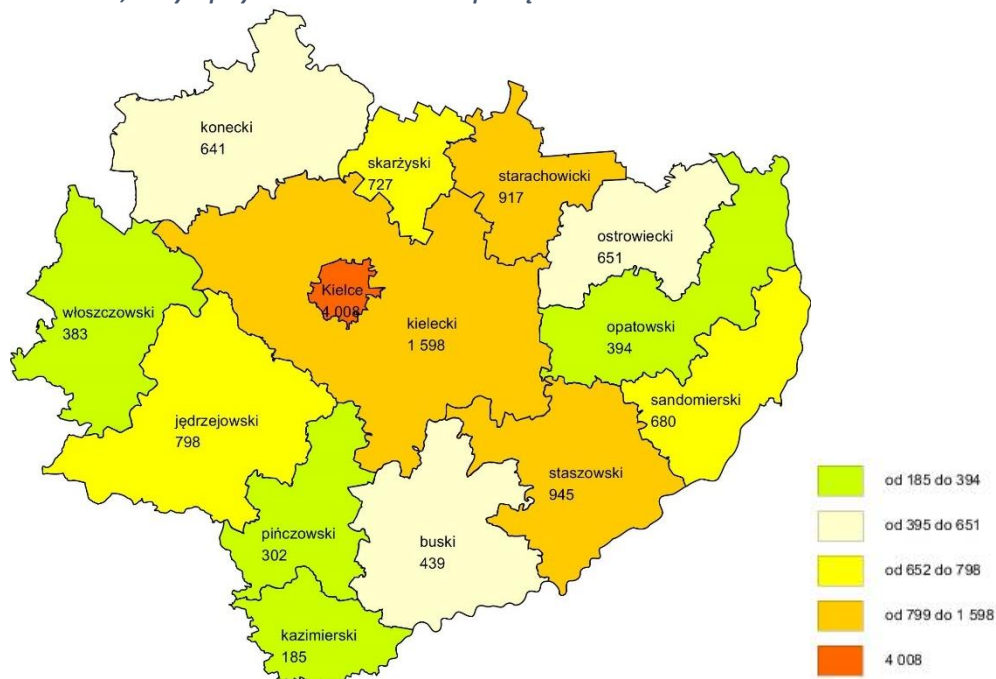 konecki
641
skarżyski
727
starachowicki
917
ostrowiecki
651
Kielce
4 008
włoszczowski
383
kielecki
1 598
opatowski
394
sandomierski
680
jędrzejowski
798
staszowski
945
pińczowski
302
buski
439
kazimierski
185
od 185 do 394
od 395 do 651
od 652 do 798
od 799 do 1 598
4 008